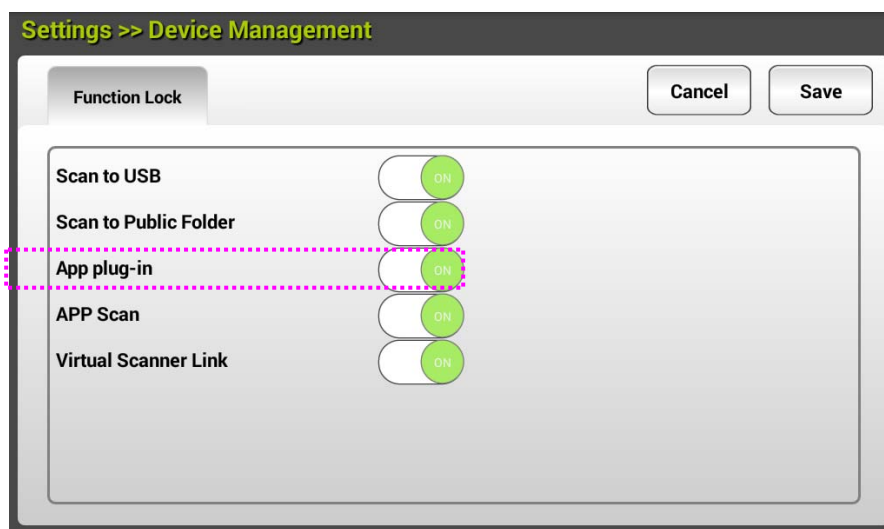 Settings >> Device Management
Function Lock
Cancel
Save
Scan to USB ON
Scan to Public Folder ON
App plug-in ON
APP Scan ON
Virtual Scanner Link ON